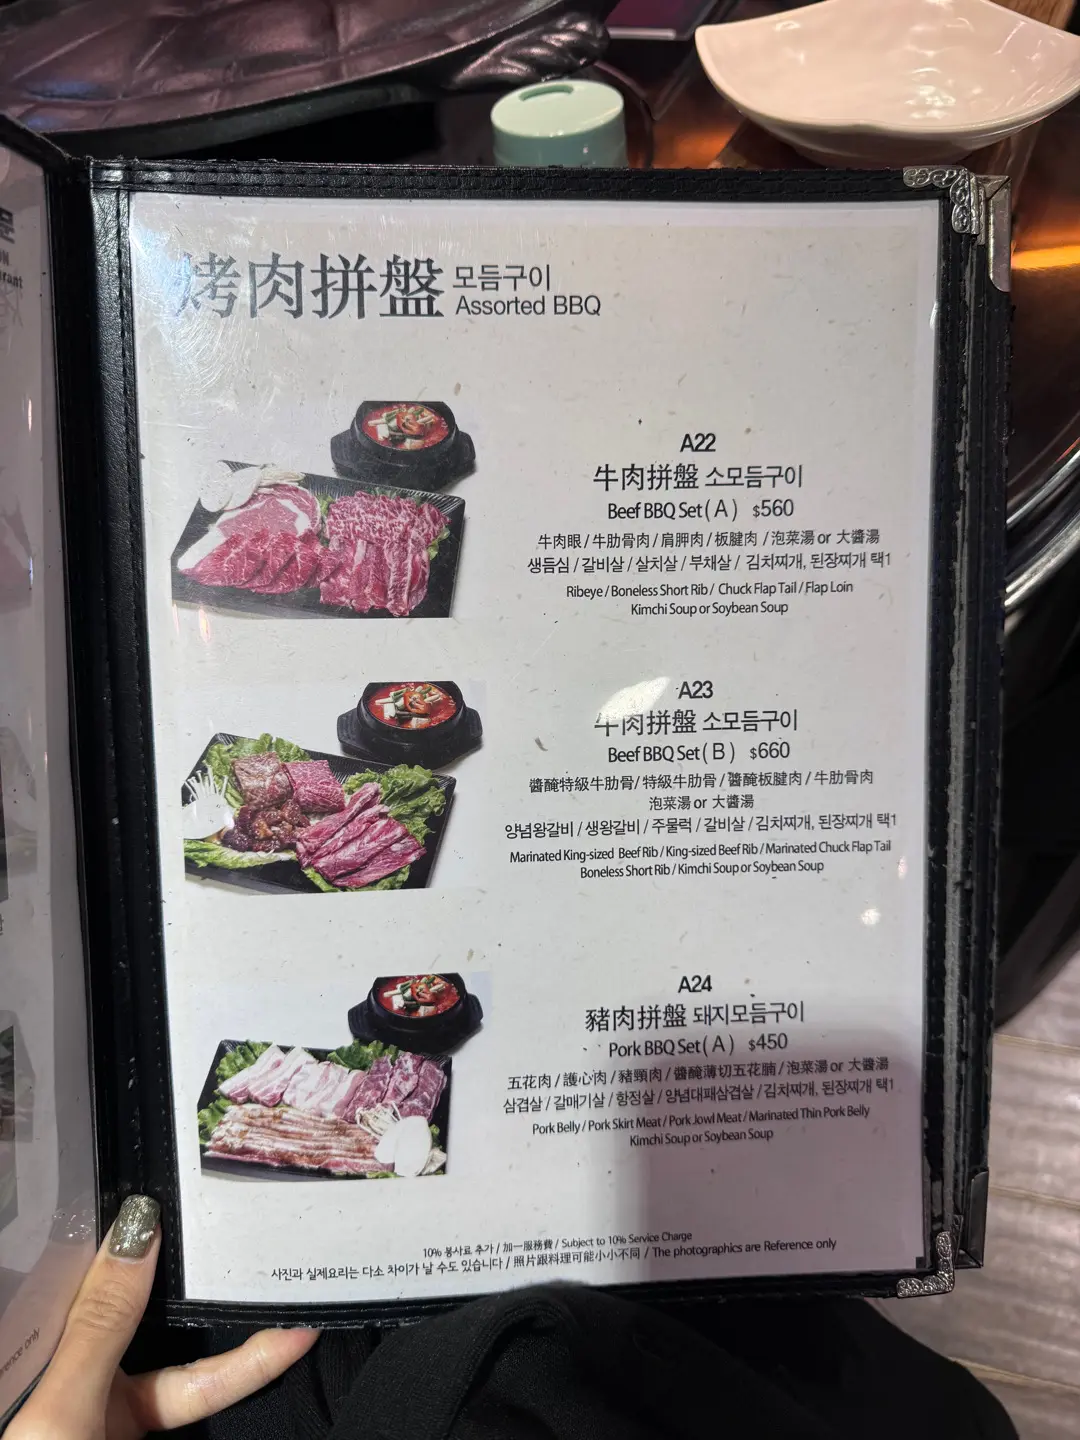 문
ON
rant
烤肉拼盤 모듬구이
Assorted BBQ
A22
牛肉拼盤 소모듬구이
Beef BBQ Set ( A ) $560
牛肉眼 / 牛肋骨肉 / 肩胛肉 / 板腱肉 / 泡菜湯 or 大醬湯
생등심 / 갈비살 / 살치살 / 부채살 / 김치찌개, 된장찌개 택1
Ribeye / Boneless Short Rib / Chuck Flap Tail / Flap Loin
Kimchi Soup or Soybean Soup
A23
牛肉拼盤 소모듬구이
Beef BBQ Set ( B ) $660
醬醃特級牛肋骨 / 特級牛肋骨 / 醬醃板腱肉 / 牛肋骨肉
泡菜湯 or 大醬湯
양념왕갈비 / 생왕갈비 / 주물럭 / 갈비살 / 김치찌개, 된장찌개 택1
Marinated King-sized Beef Rib / King-sized Beef Rib / Marinated Chuck Flap Tail
Boneless Short Rib / Kimchi Soup or Soybean Soup
A24
豬肉拼盤 돼지모듬구이
Pork BBQ Set ( A ) $450
五花肉 / 護心肉 / 豬頸肉 / 醬醃薄切五花腩 / 泡菜湯 or 大醬湯
삼겹살 / 갈매기살 / 항정살 / 양념대패삼겹살 / 김치찌개, 된장찌개 택1
Pork Belly / Pork Skirt Meat / Pork Jowl Meat / Marinated Thin Pork Belly
Kimchi Soup or Soybean Soup
10% 봉사료 추가 / 加一服務費 / Subject to 10% Service Charge
사진과 실제요리는 다소 차이가 날 수도 있습니다 / 照片跟料理可能小小不同 / The photographics are Reference only
rence only